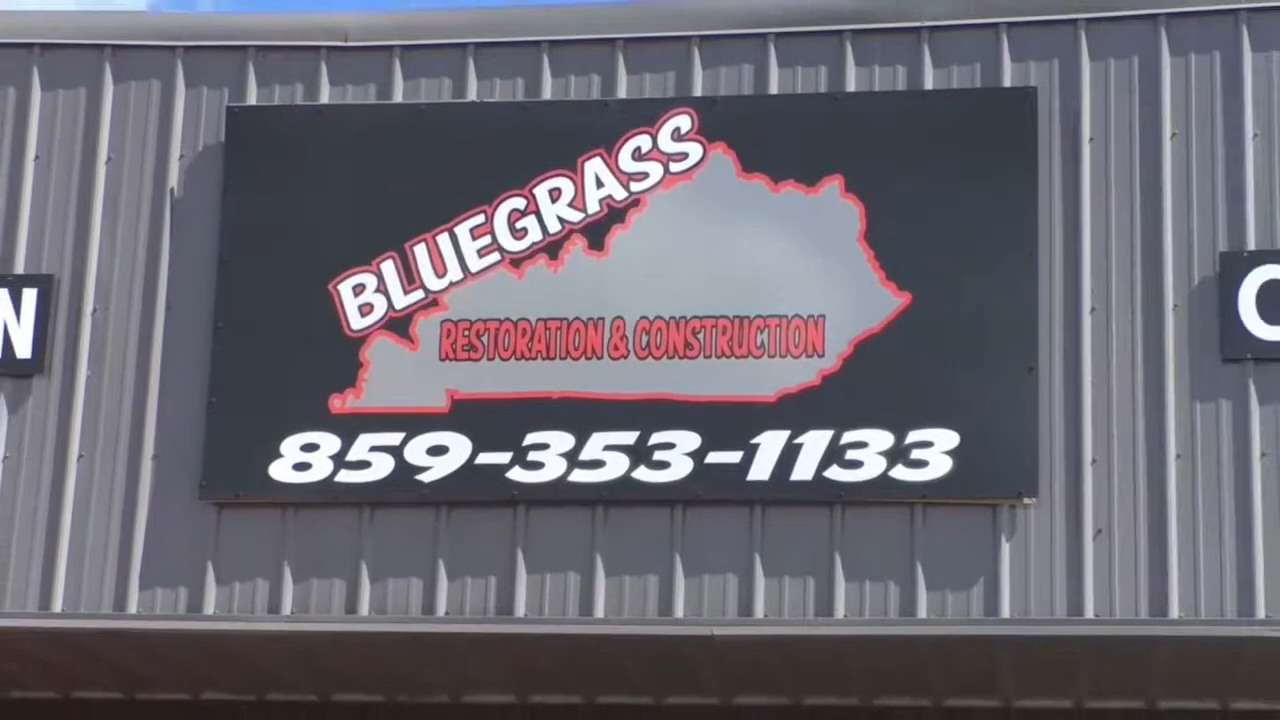 BLUEGRASS
RESTORATION & CONSTRUCTION
859-353-1133
N
C